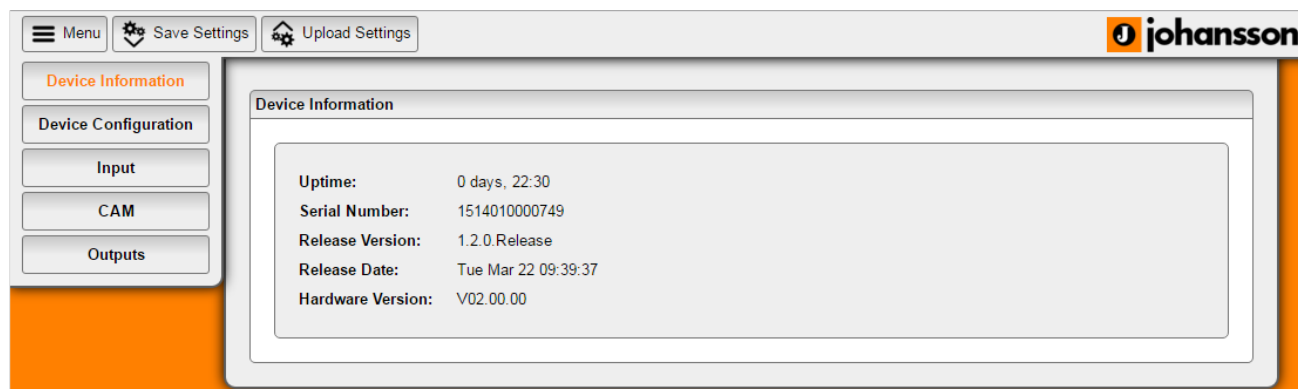 Menu Save Settings Upload Settings J johansson
Device Information
Device Configuration
Input
CAM
Outputs
Device Information
Uptime: 0 days, 22:30
Serial Number: 1514010000749
Release Version: 1.2.0.Release
Release Date: Tue Mar 22 09:39:37
Hardware Version: V02.00.00